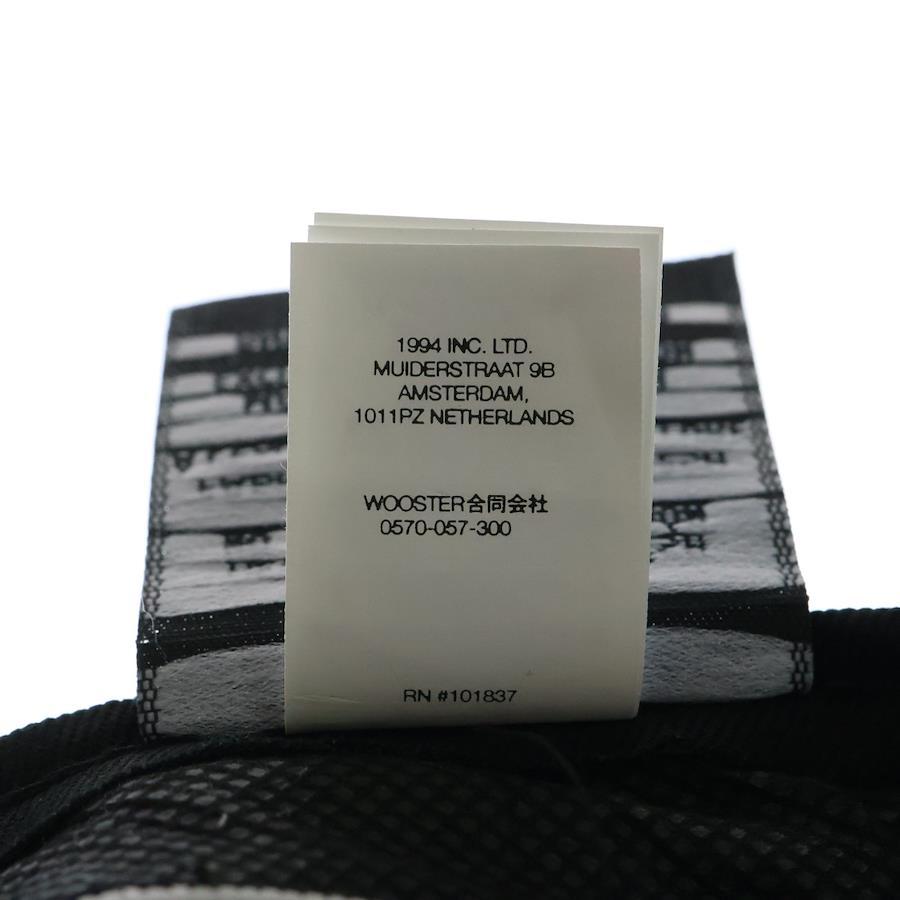 1994 INC. LTD.
MUIDERSTRAAT 9B
AMSTERDAM,
1011PZ NETHERLANDS
WOOSTER合同会社
0570-057-300
RN #101837